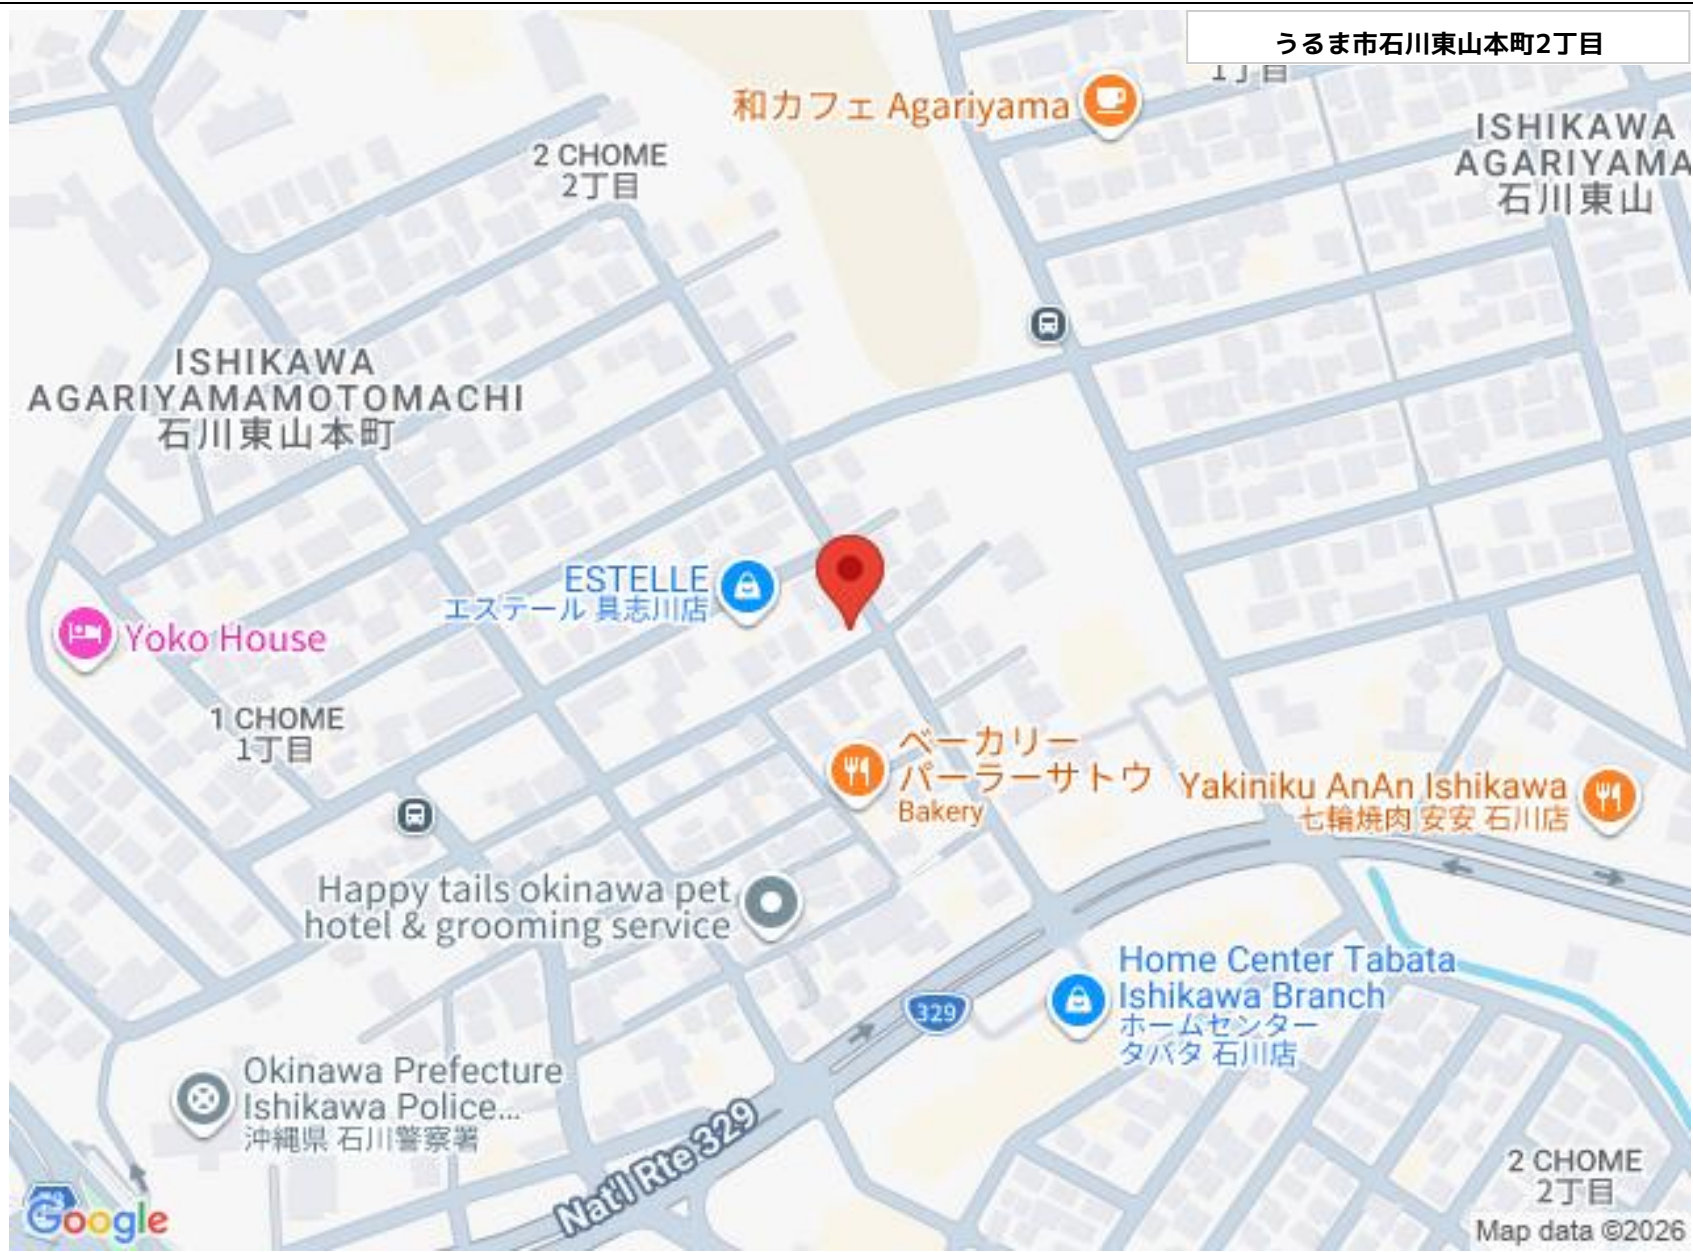 うるま市石川東山本町2丁目
1丁目
和カフェ Agariyama
ISHIKAWA
AGARIYAMA
石川東山
2 CHOME
2丁目
ISHIKAWA
AGARIYAMAMOTOMACHI
石川東山本町
ESTELLE
エステール 具志川店
Yoko House
1 CHOME
1丁目
ベーカリー
パーラーサトウ
Bakery
Yakiniku AnAn Ishikawa
七輪焼肉 安安 石川店
Happy tails okinawa pet
hotel & grooming service
Home Center Tabata
Ishikawa Branch
ホームセンター
タバタ 石川店
329
Okinawa Prefecture
Ishikawa Police...
沖縄県 石川警察署
Nat'l Rte 329
2 CHOME
2丁目
Google
Map data ©2026